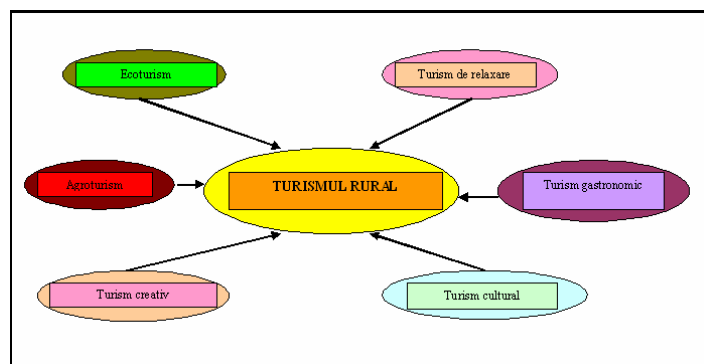 Ecoturism
Turism de relaxare
Agroturism
TURISMUL RURAL
Turism gastronomic
Turism creativ
Turism cultural